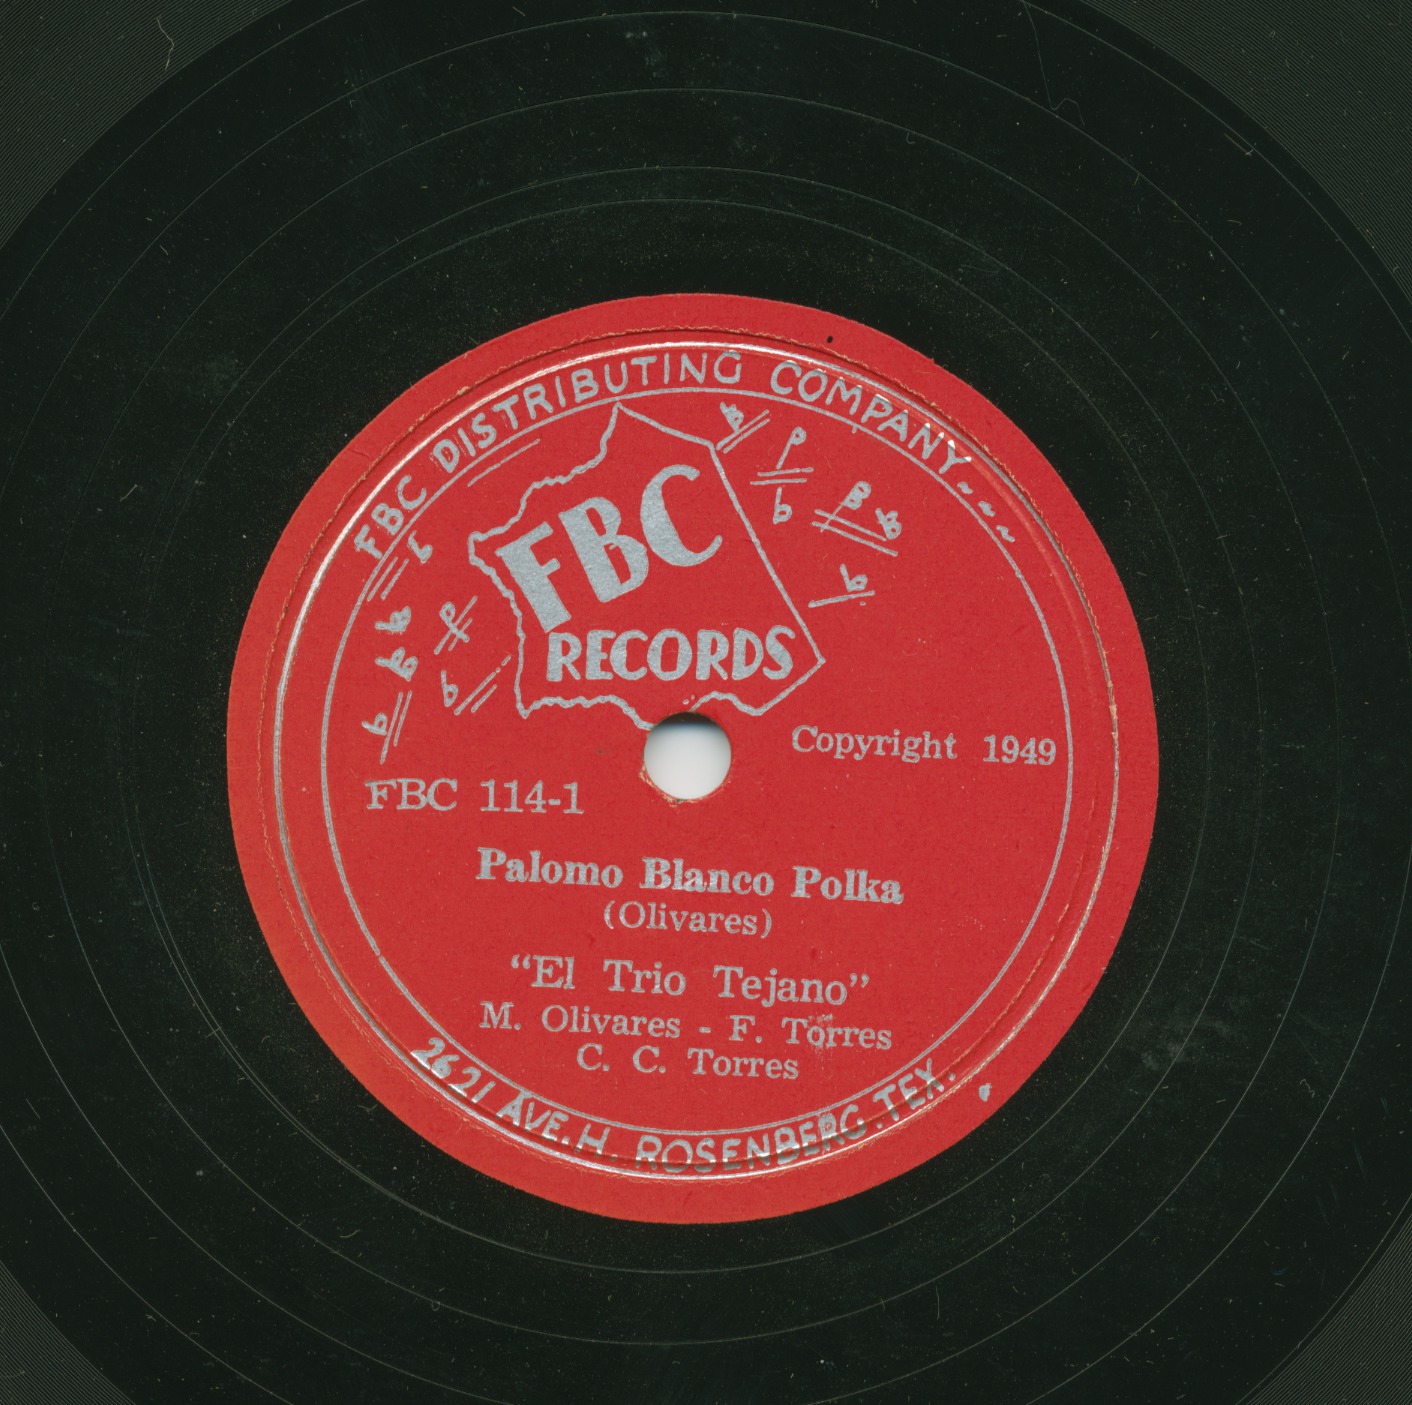 FBC DISTRIBUTING COMPANY
FBC
RECORDS
Copyright 1949
FBC 114-1
Palomo Blanco Polka
(Olivares)
“El Trio Tejano”
M. Olivares - F. Torres
C. C. Torres
2621 AVE. H. ROSENBERG. TEX.